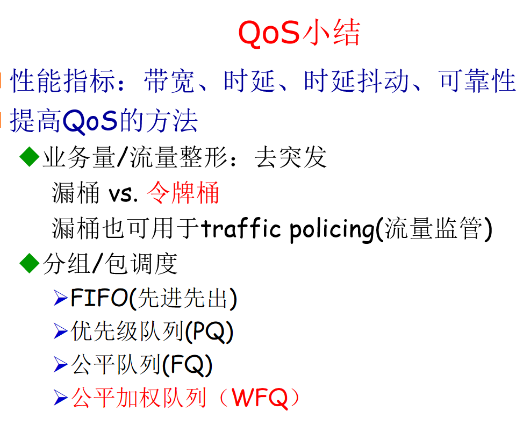 QoS小结
性能指标：带宽、时延、时延抖动、可靠性
提高QoS的方法
业务量/流量整形：去突发
漏桶 vs. 令牌桶
漏桶也可用于traffic policing(流量监管)
分组/包调度
FIFO(先进先出)
优先级队列(PQ)
公平队列(FQ)
公平加权队列（WFQ）